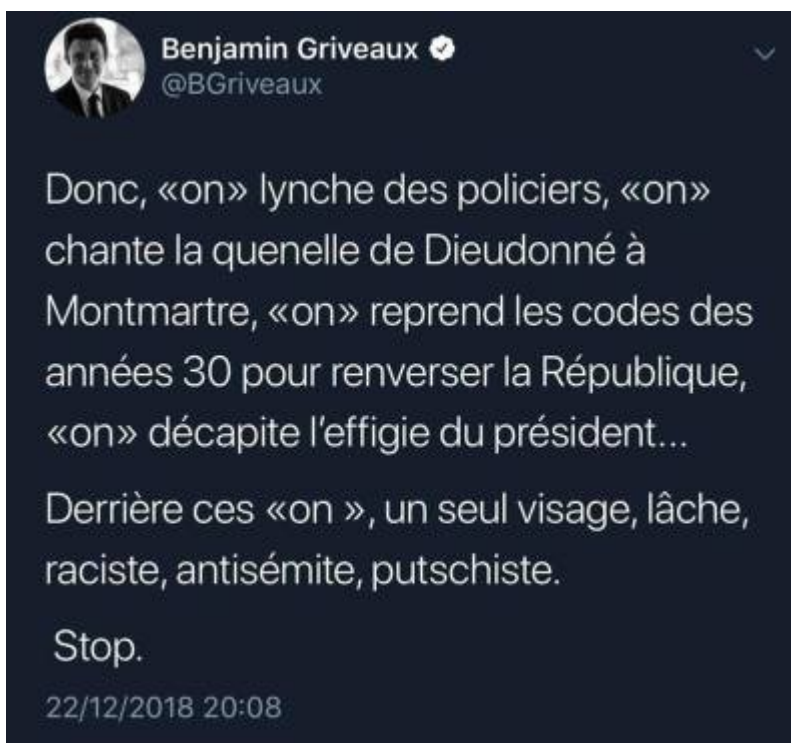 Benjamin Griveaux
@BGriveaux
Donc, «on» lynche des policiers, «on»
chante la quenelle de Dieudonné à
Montmartre, «on» reprend les codes des
années 30 pour renverser la République,
«on» décapite l’effigie du président...
Derrière ces «on », un seul visage, lâche,
raciste, antisémite, putschiste.
Stop.
22/12/2018 20:08